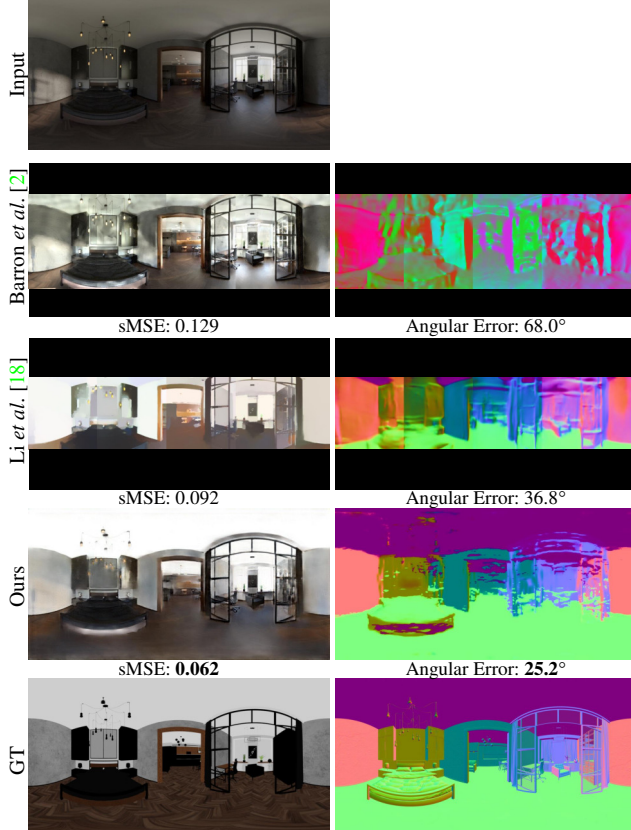 Input
Barron et al. [2]
sMSE: 0.129
Angular Error: 68.0°
Li et al. [18]
sMSE: 0.092
Angular Error: 36.8°
Ours
sMSE: 0.062
Angular Error: 25.2°
GT